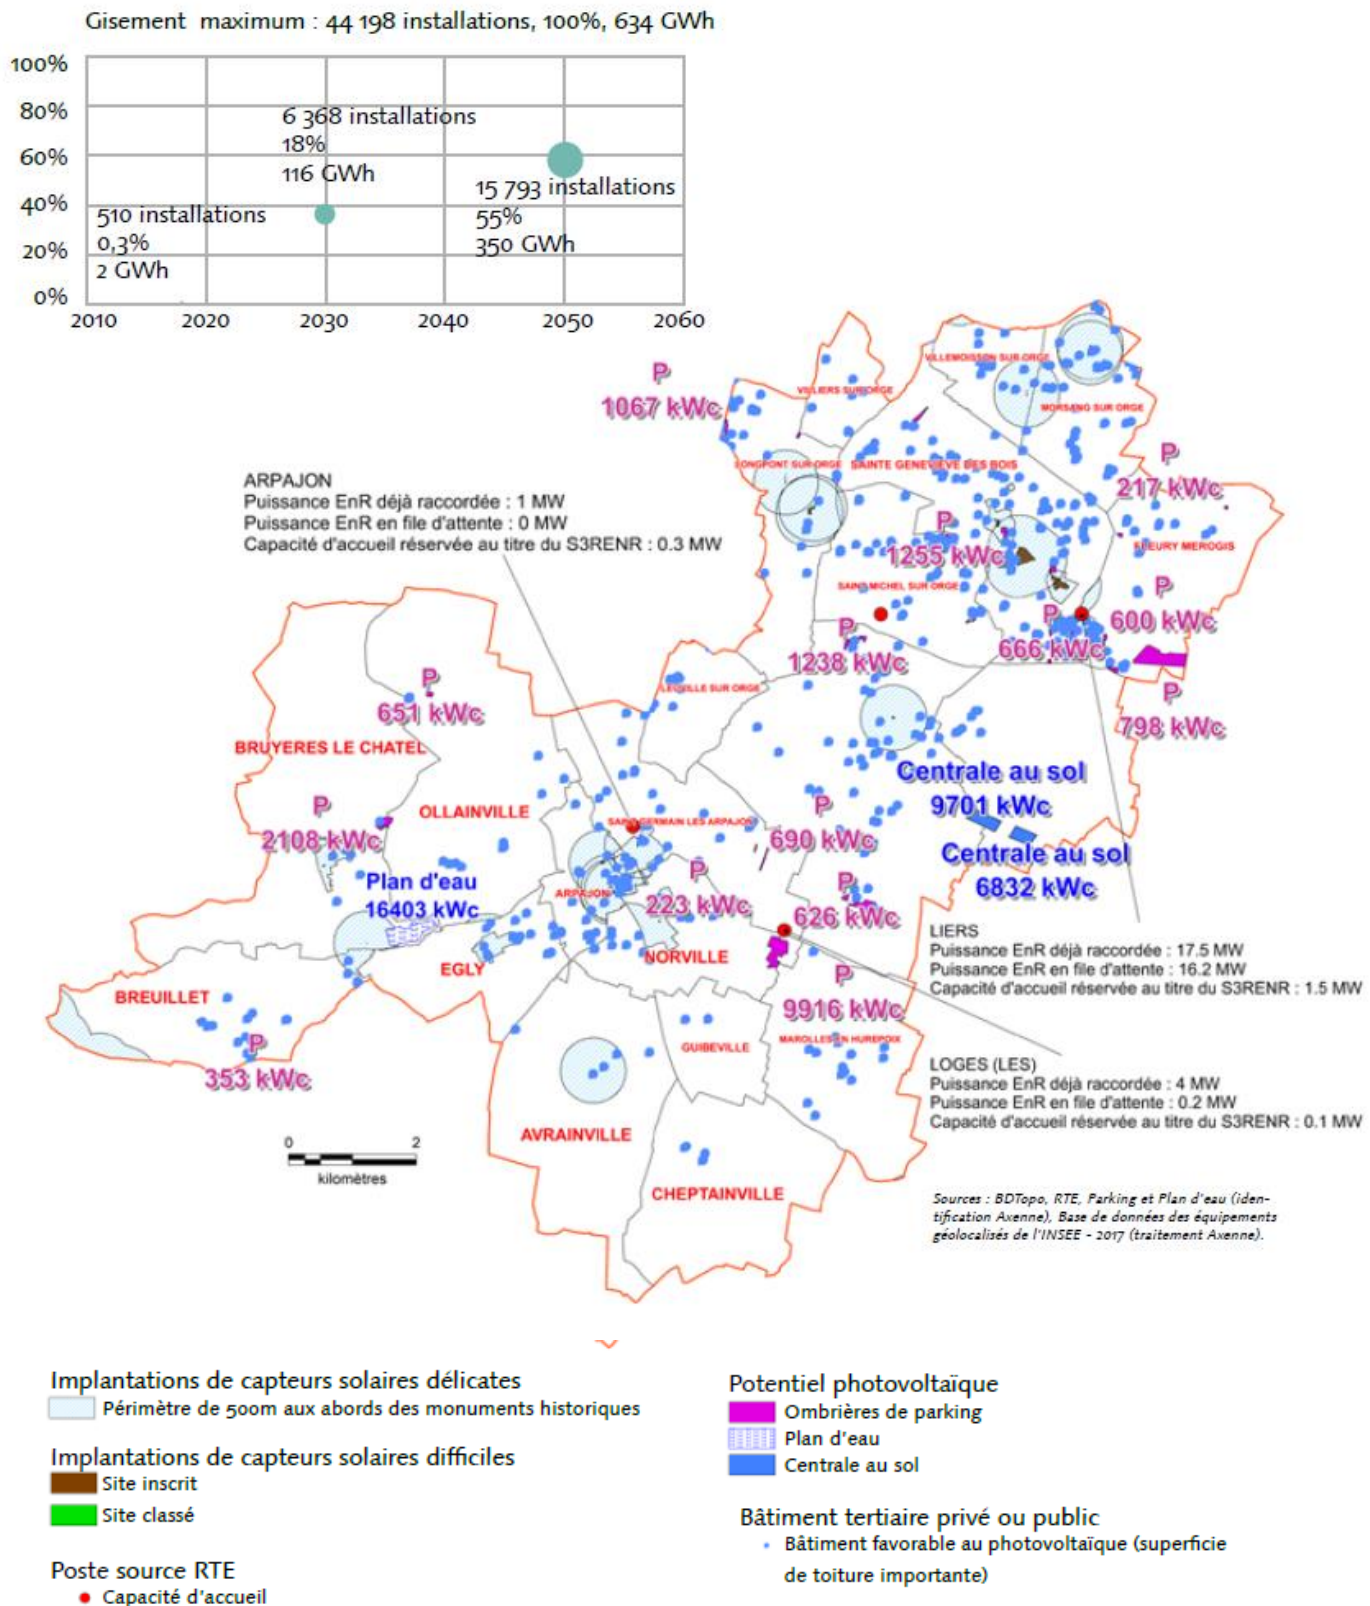 Gisement maximum : 44 198 installations, 100%, 634 GWh
100%
80%
60%
40%
20%
0%
6 368 installations
18%
116 GWh
15 793 installations
55%
350 GWh
510 installations
0,3%
2 GWh
2010
2020
2030
2040
2050
2060
VILLEMOISSON SUR ORGE
P
1067 kWc
VILLIERS SUR ORGE
MORSANG SUR ORGE
LONGPONT SUR ORGE
SAINTE GENEVIEVE DES BOIS
P
217 kWc
ARPAJON
Puissance EnR déjà raccordée : 1 MW
Puissance EnR en file d'attente : 0 MW
Capacité d'accueil réservée au titre du S3RENR : 0.3 MW
P
1255 kWc
FLEURY MEROGIS
SAINT MICHEL SUR ORGE
P
600 kWc
P
666 kWc
P
1238 kWc
P
651 kWc
LEUVILLE SUR ORGE
P
798 kWc
BRUYERES LE CHATEL
Centrale au sol
9701 kWc
OLLAINVILLE
P
2108 kWc
SAINT GERMAIN LES ARPAJON
P
690 kWc
Centrale au sol
6832 kWc
Plan d'eau
16403 kWc
ARPAJON
P
223 kWc
P
626 kWc
LIERS
Puissance EnR déjà raccordée : 17.5 MW
Puissance EnR en file d'attente : 16.2 MW
Capacité d'accueil réservée au titre du S3RENR : 1.5 MW
EGLY
NORVILLE
BREUILLET
P
9916 kWc
P
353 kWc
GUIBEVILLE
MAROLLES EN HUREPOIX
LOGES (LES)
Puissance EnR déjà raccordée : 4 MW
Puissance EnR en file d'attente : 0.2 MW
Capacité d'accueil réservée au titre du S3RENR : 0.1 MW
AVRAINVILLE
0 2
kilomètres
CHEPTAINVILLE
Sources : BDTopo, RTE, Parking et Plan d'eau (iden-
tification Axenne), Base de données des équipements
géolocalisés de l'INSEE - 2017 (traitement Axenne).
Implantations de capteurs solaires délicates
Périmètre de 500m aux abords des monuments historiques
Implantations de capteurs solaires difficiles
Site inscrit
Site classé
Poste source RTE
Capacité d'accueil
Potentiel photovoltaïque
Ombrières de parking
Plan d'eau
Centrale au sol
Bâtiment tertiaire privé ou public
Bâtiment favorable au photovoltaïque (superficie
de toiture importante)